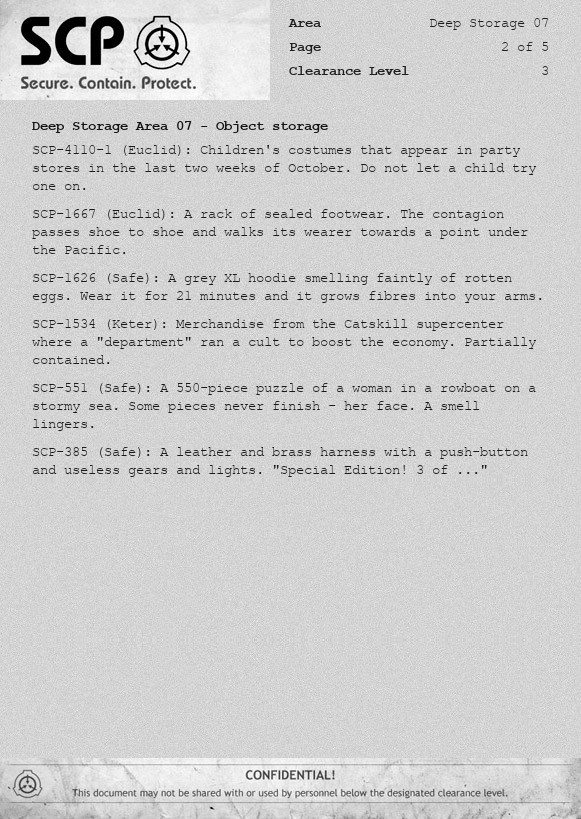 SCP
Secure. Contain. Protect.
Area Deep Storage 07
Page 2 of 5
Clearance Level 3
Deep Storage Area 07 - Object storage
SCP-4110-1 (Euclid): Children's costumes that appear in party
stores in the last two weeks of October. Do not let a child try
one on.
SCP-1667 (Euclid): A rack of sealed footwear. The contagion
passes shoe to shoe and walks its wearer towards a point under
the Pacific.
SCP-1626 (Safe): A grey XL hoodie smelling faintly of rotten
eggs. Wear it for 21 minutes and it grows fibres into your arms.
SCP-1534 (Keter): Merchandise from the Catskill supercenter
where a "department" ran a cult to boost the economy. Partially
contained.
SCP-551 (Safe): A 550-piece puzzle of a woman in a rowboat on a
stormy sea. Some pieces never finish - her face. A smell
lingers.
SCP-385 (Safe): A leather and brass harness with a push-button
and useless gears and lights. "Special Edition! 3 of ..."
CONFIDENTIAL!
This document may not be shared with or used by personnel below the designated clearance level.